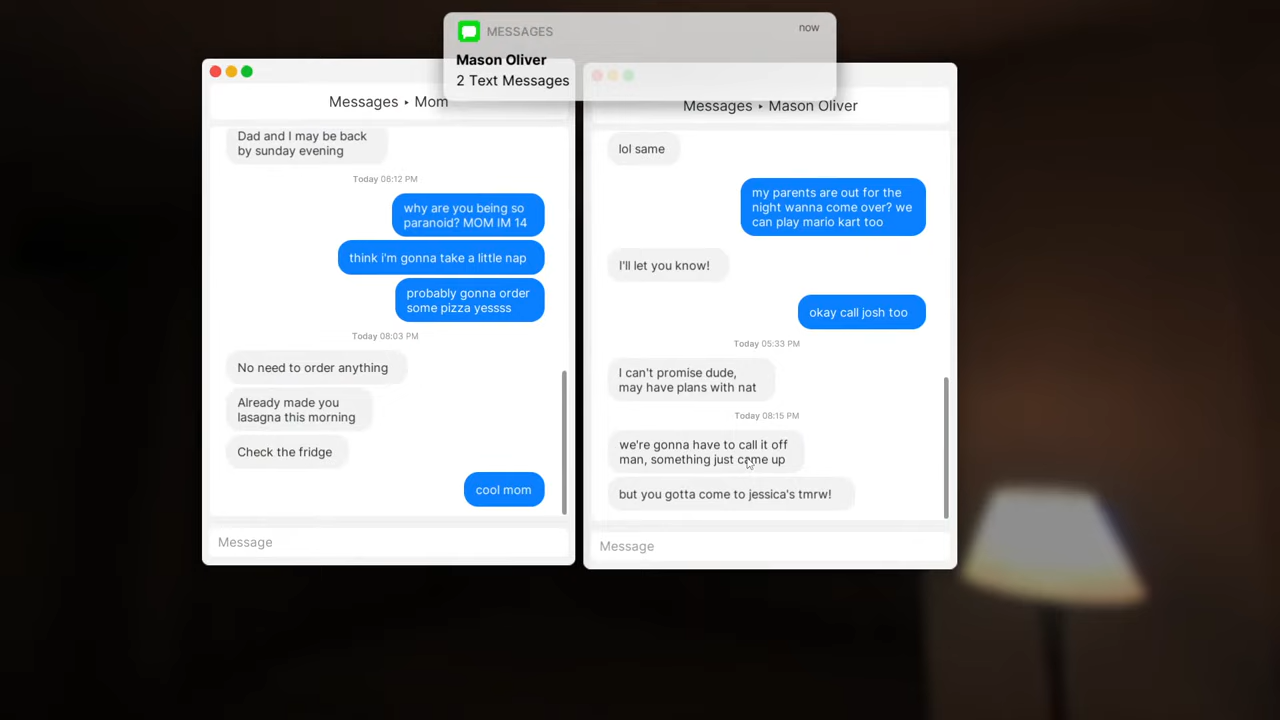 MESSAGES
now
Mason Oliver
2 Text Messages
Messages ‣ Mom
Dad and I may be back
by sunday evening
Today 08:12 PM
why are you being so
paranoid? MOM IM 14
think i'm gonna take a little nap
probably gonna order
some pizza yessss
Today 08:03 PM
No need to order anything
Already made you
lasagna this morning
Check the fridge
cool mom
Message
Messages ‣ Mason Oliver
lol same
my parents are out for the
night wanna come over? we
can play mario kart too
I'll let you know!
okay call josh too
Today 05:33 PM
I can't promise dude,
may have plans with nat
Today 08:15 PM
we're gonna have to call it off
man, something just came up
but you gotta come to jessica's tmrw!
Message